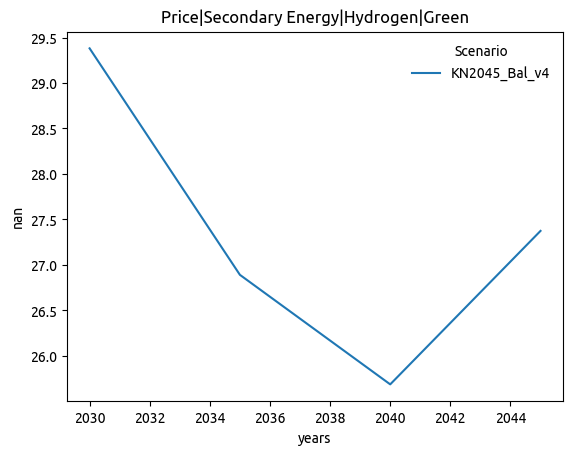 Price|Secondary Energy|Hydrogen|Green
29.5
29.0
28.5
28.0
27.5
27.0
26.5
26.0
nan
Scenario
KN2045_Bal_v4
2030 2032 2034 2036 2038 2040 2042 2044
years